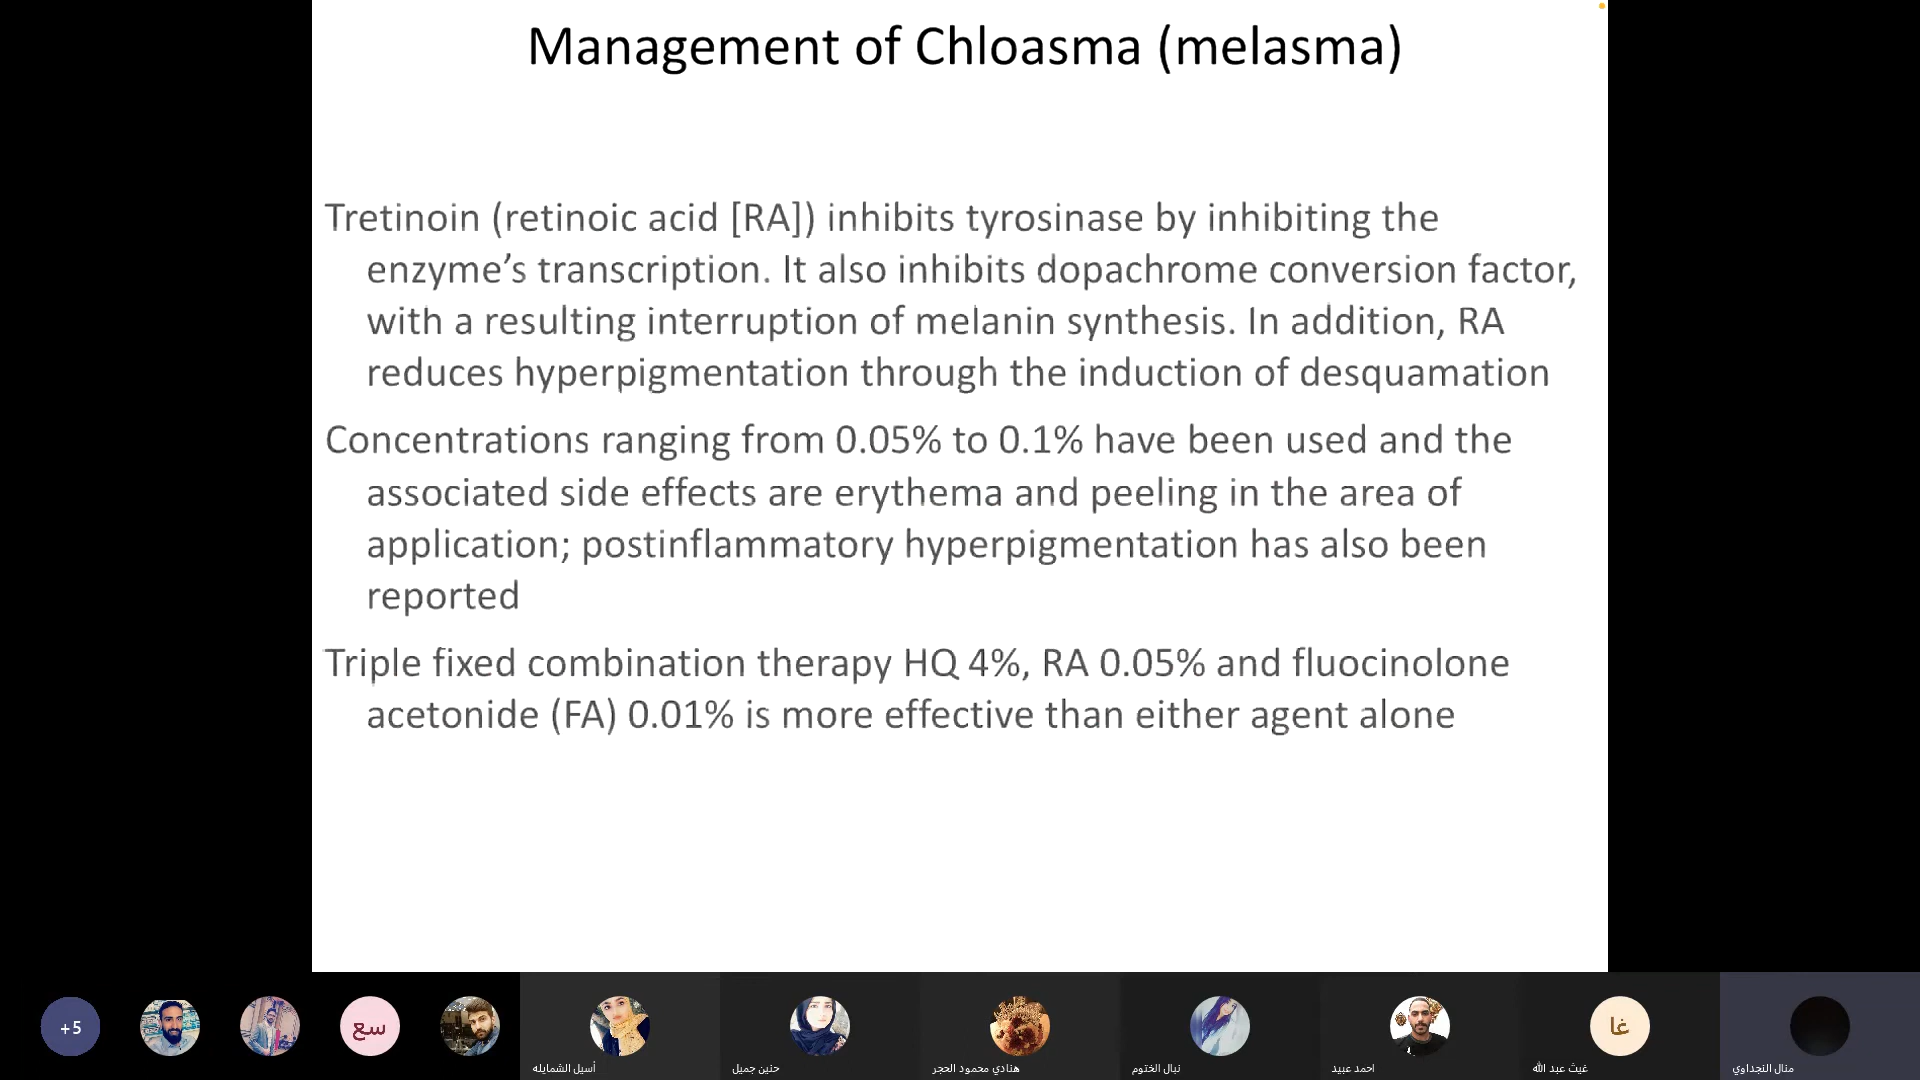 Management of Chloasma (melasma)
Tretinoin (retinoic acid [RA]) inhibits tyrosinase by inhibiting the
enzyme’s transcription. It also inhibits dopachrome conversion factor,
with a resulting interruption of melanin synthesis. In addition, RA
reduces hyperpigmentation through the induction of desquamation
Concentrations ranging from 0.05% to 0.1% have been used and the
associated side effects are erythema and peeling in the area of
application; postinflammatory hyperpigmentation has also been
reported
Triple fixed combination therapy HQ 4%, RA 0.05% and fluocinolone
acetonide (FA) 0.01% is more effective than either agent alone
+5
سع
غا
أسيل الشمايله
حنين جميل
هنادي محمود الحجر
نبال الختوم
احمد عبيد
غيث عبد الله
منال النجداوي